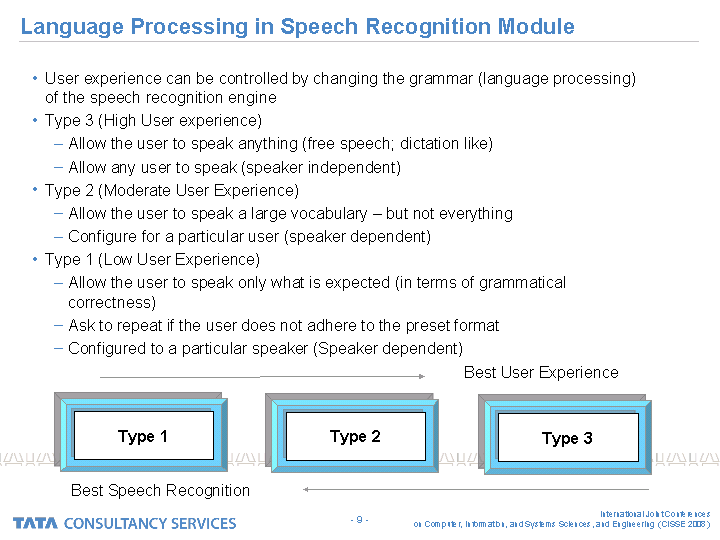 Language Processing in Speech Recognition Module
• User experience can be controlled by changing the grammar (language processing)
of the speech recognition engine
• Type 3 (High User experience)
– Allow the user to speak anything (free speech; dictation like)
– Allow any user to speak (speaker independent)
• Type 2 (Moderate User Experience)
– Allow the user to speak a large vocabulary – but not everything
– Configure for a particular user (speaker dependent)
• Type 1 (Low User Experience)
– Allow the user to speak only what is expected (in terms of grammatical
correctness)
– Ask to repeat if the user does not adhere to the preset format
– Configured to a particular speaker (Speaker dependent)
Best User Experience
Type 1
Type 2
Type 3
Best Speech Recognition
TATA CONSULTANCY SERVICES
- 9 -
International Joint Conferences
on Computer, Information, and Systems Sciences, and Engineering (CISSE 2008)